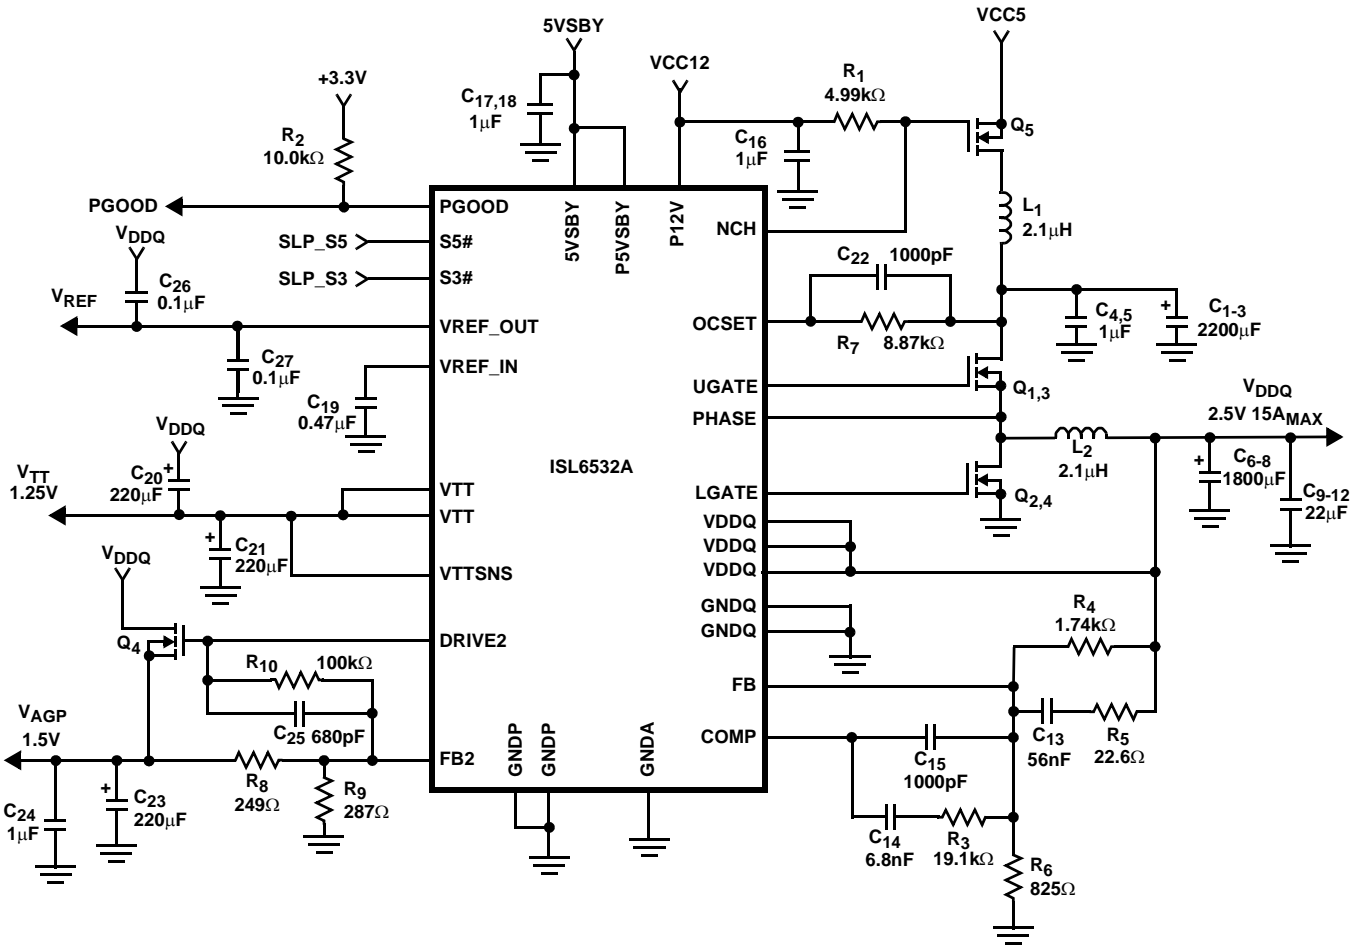 VCC5
5VSBY
VCC12
+3.3V
C17,18
1μF
R1
4.99kΩ
Q5
R2
10.0kΩ
C16
1μF
L1
2.1μH
PGOOD
PGOOD
5VSBY
P5VSBY
P12V
NCH
VDDQ
SLP_S5
S5#
C22
1000pF
SLP_S3
S3#
C26
0.1μF
VREF
VREF_OUT
OCSET
R7
8.87kΩ
C4,5
1μF
C1-3
2200μF
C27
0.1μF
VREF_IN
UGATE
Q1,3
VDDQ
2.5V 15AMAX
C19
0.47μF
PHASE
VDDQ
L2
2.1μH
C6-8
1800μF
C9-12
22μF
ISL6532A
VTT
1.25V
C20
+
220μF
VTT
VTT
LGATE
Q2,4
VDDQ
VDDQ
VDDQ
+
C21
220μF
VTTSNS
VDDQ
GNDQ
GNDQ
R4
1.74kΩ
Q4
DRIVE2
R10
100kΩ
FB
C25
680pF
C13
56nF
R5
22.6Ω
VAGP
1.5V
GNDP
GNDP
GNDA
COMP
C15
1000pF
FB2
R8
249Ω
R9
287Ω
C24
1μF
+
C23
220μF
C14
6.8nF
R3
19.1kΩ
R6
825Ω
+
+